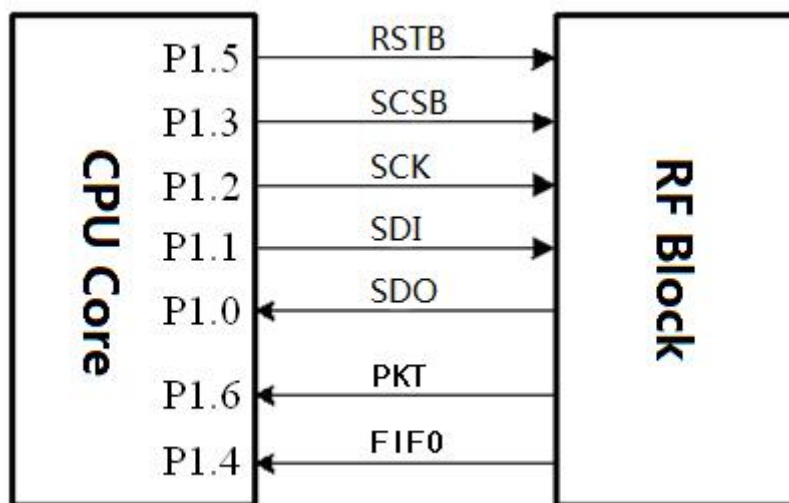 P1.5 RSTB
P1.3 SCSB
P1.2 SCK
P1.1 SDI
P1.0 SDO
P1.6 PKT
P1.4 FIFO
CPU Core
RF Block